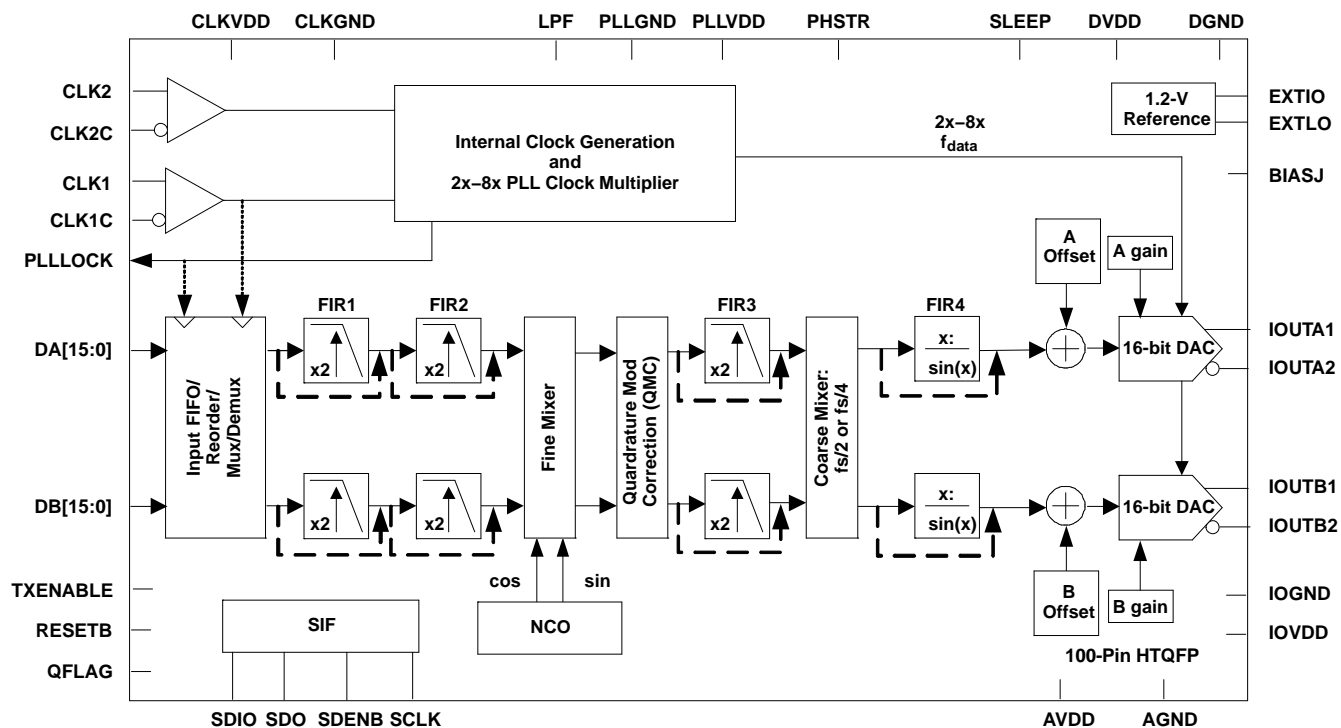 CLKVDD
CLKGND
LPF
PLLGND
PLLVDD
PHSTR
SLEEP
DVDD
DGND
CLK2
CLK2C
CLK1
CLK1C
PLLLOCK
Internal Clock Generation
and
2x–8x PLL Clock Multiplier
2x–8x
fdata
1.2-V
Reference
EXTIO
EXTLO
BIASJ
A
Offset
A gain
FIR1
FIR2
FIR3
FIR4
DA[15:0]
DB[15:0]
Input FIFO/
Reorder/
Mux/Demux
x2
x2
Fine Mixer
Quardrature Mod
Correction (QMC)
x2
Coarse Mixer:
fs/2 or fs/4
x:
sin(x)
16-bit DAC
IOUTA1
IOUTA2
x2
x2
x2
x:
sin(x)
16-bit DAC
IOUTB1
IOUTB2
cos
sin
NCO
B
Offset
B gain
TXENABLE
RESETB
QFLAG
SIF
IOGND
IOVDD
100-Pin HTQFP
SDIO
SDO
SDENB
SCLK
AVDD
AGND